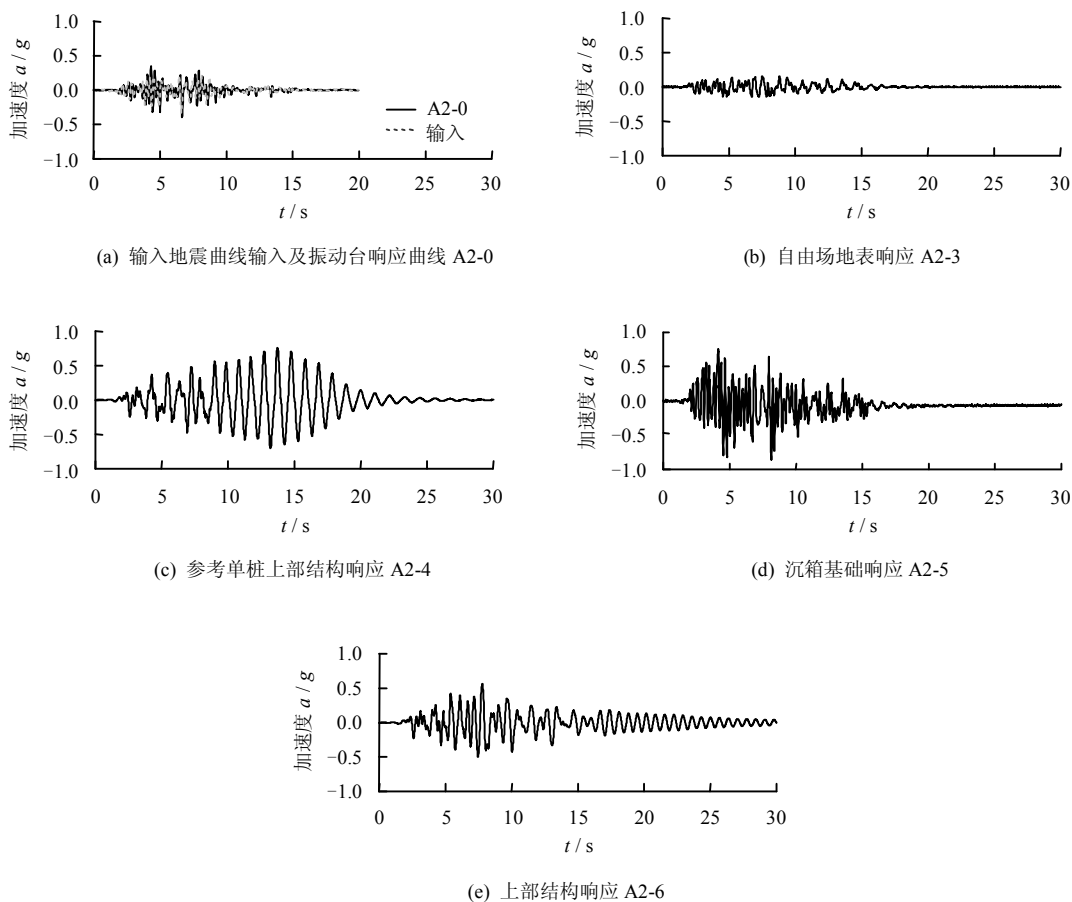 1.0
0.5
0.0
−0.5
−1.0
加速度 a / g
A2-0
输入
0 5 10 15 20 25 30
t / s
(a) 输入地震曲线输入及振动台响应曲线 A2-0
1.0
0.5
0.0
−0.5
−1.0
加速度 a / g
0 5 10 15 20 25 30
t / s
(b) 自由场地表响应 A2-3
1.0
0.5
0.0
−0.5
−1.0
加速度 a / g
0 5 10 15 20 25 30
t / s
(c) 参考单桩上部结构响应 A2-4
1.0
0.5
0.0
−0.5
−1.0
加速度 a / g
0 5 10 15 20 25 30
t / s
(d) 沉箱基础响应 A2-5
1.0
0.5
0.0
−0.5
−1.0
加速度 a / g
0 5 10 15 20 25 30
t / s
(e) 上部结构响应 A2-6